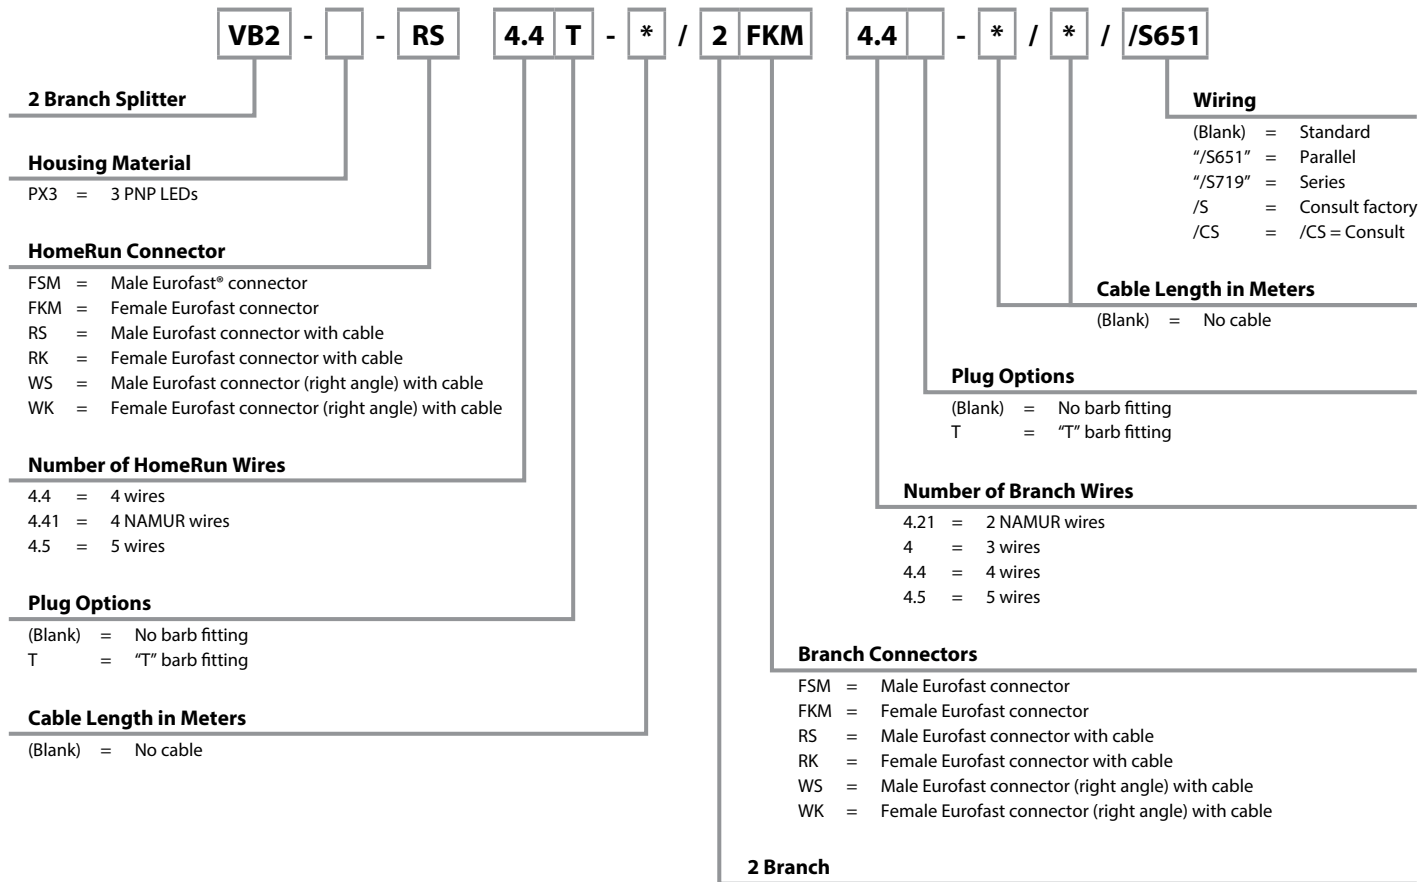 VB2 - - RS 4.4 T - * / 2 FKM 4.4 - * / * / /S651
2 Branch Splitter
Housing Material
PX3 = 3 PNP LEDs
HomeRun Connector
FSM = Male Eurofast® connector
FKM = Female Eurofast connector
RS = Male Eurofast connector with cable
RK = Female Eurofast connector with cable
WS = Male Eurofast connector (right angle) with cable
WK = Female Eurofast connector (right angle) with cable
Number of HomeRun Wires
4.4 = 4 wires
4.41 = 4 NAMUR wires
4.5 = 5 wires
Plug Options
(Blank) = No barb fitting
T = “T” barb fitting
Cable Length in Meters
(Blank) = No cable
Wiring
(Blank) = Standard
“/S651” = Parallel
“/S719” = Series
/S = Consult factory
/CS = /CS = Consult
Cable Length in Meters
(Blank) = No cable
Plug Options
(Blank) = No barb fitting
T = “T” barb fitting
Number of Branch Wires
4.21 = 2 NAMUR wires
4 = 3 wires
4.4 = 4 wires
4.5 = 5 wires
Branch Connectors
FSM = Male Eurofast connector
FKM = Female Eurofast connector
RS = Male Eurofast connector with cable
RK = Female Eurofast connector with cable
WS = Male Eurofast connector (right angle) with cable
WK = Female Eurofast connector (right angle) with cable
2 Branch